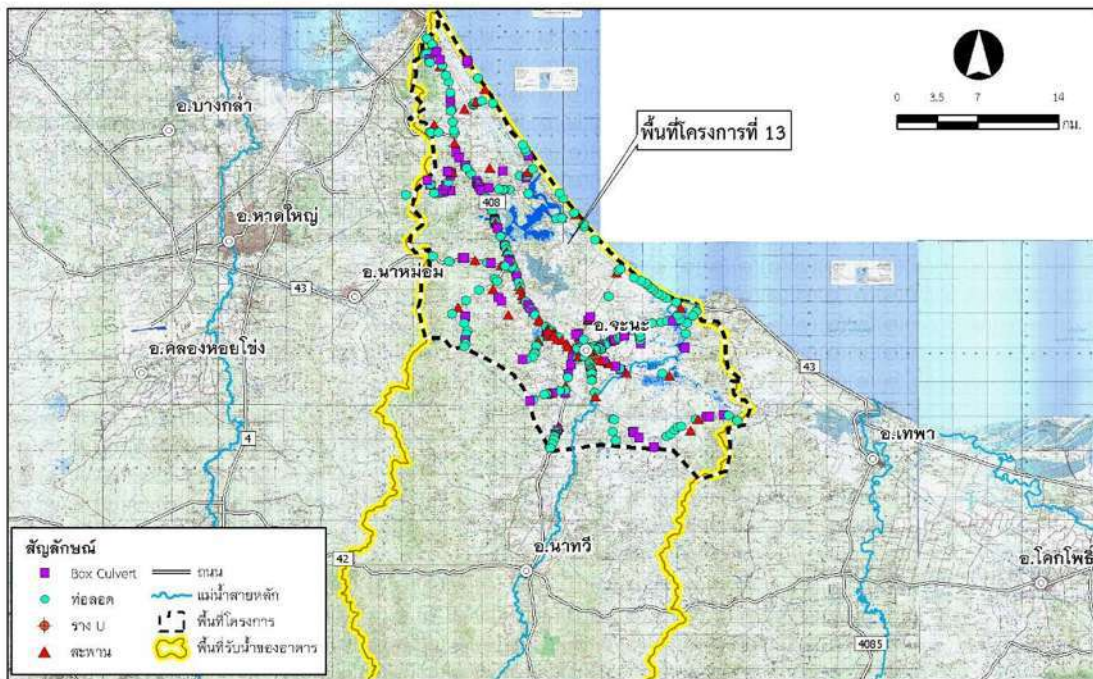 อ.บางกล่ำ
พื้นที่โครงการที่ 13
0 3.5 7 14
กม.
408
อ.หาดใหญ่
43
อ.นาหม่อม
อ.จะนะ
อ.คลองหอยโข่ง
43
4
อ.เทพา
42
อ.นาทวี
อ.โคกโพธิ์
4085
สัญลักษณ์
Box Culvert
ท่อลอด
ราง U
สะพาน
ถนน
แม่น้ำสายหลัก
พื้นที่โครงการ
พื้นที่รับน้ำของอาคาร